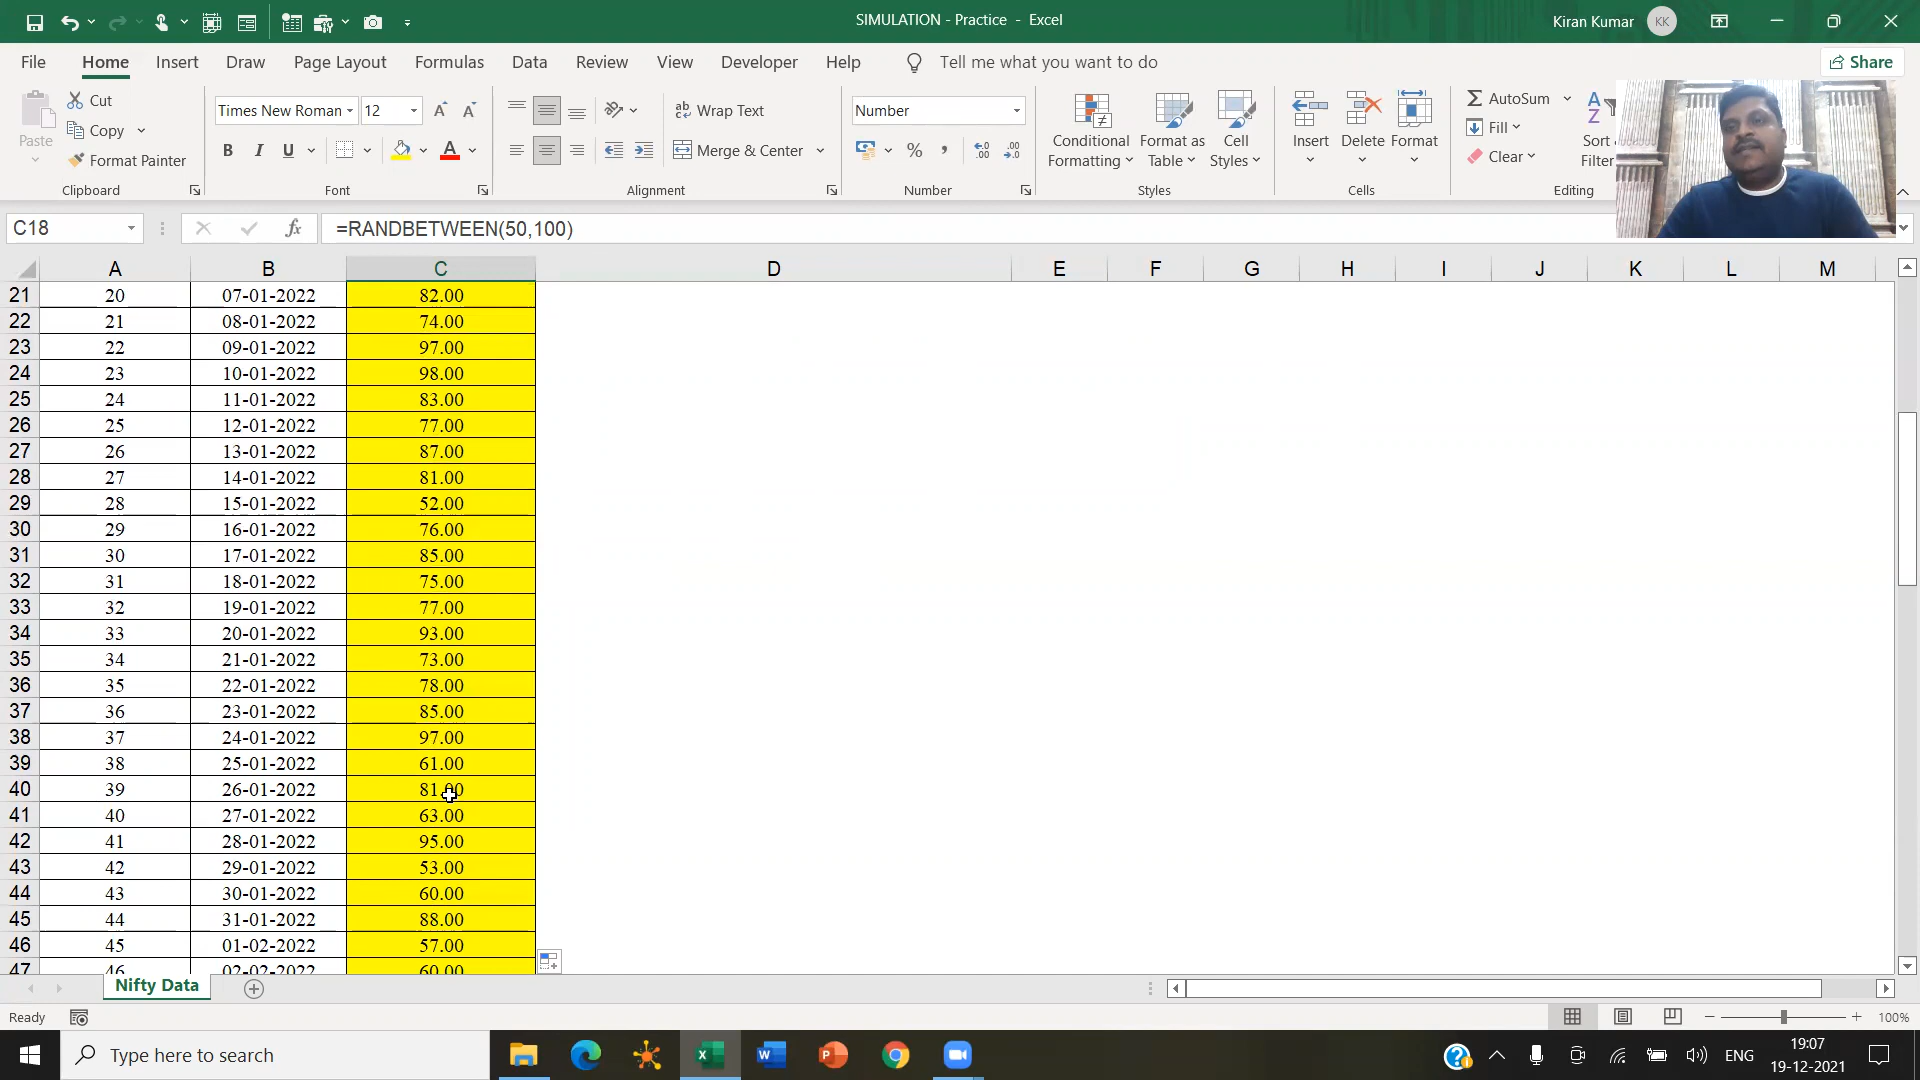 SIMULATION - Practice - Excel
Kiran Kumar
KK
File Home Insert Draw Page Layout Formulas Data Review View Developer Help Tell me what you want to do Share
Paste
Cut
Copy
Format Painter
Clipboard
Times New Roman 12
B I U
Font
Wrap Text
Merge & Center
Alignment
Number
%
Number
Conditional Formatting
Format as Table
Cell Styles
Styles
Insert Delete Format
Cells
AutoSum
Fill
Clear
Sort
Filter
Editing
C18 fx =RANDBETWEEN(50,100)
A B C D E F G H I J K L M
21 20 07-01-2022 82.00
22 21 08-01-2022 74.00
23 22 09-01-2022 97.00
24 23 10-01-2022 98.00
25 24 11-01-2022 83.00
26 25 12-01-2022 77.00
27 26 13-01-2022 87.00
28 27 14-01-2022 81.00
29 28 15-01-2022 52.00
30 29 16-01-2022 76.00
31 30 17-01-2022 85.00
32 31 18-01-2022 75.00
33 32 19-01-2022 77.00
34 33 20-01-2022 93.00
35 34 21-01-2022 73.00
36 35 22-01-2022 78.00
37 36 23-01-2022 85.00
38 37 24-01-2022 97.00
39 38 25-01-2022 61.00
40 39 26-01-2022 81.00
41 40 27-01-2022 63.00
42 41 28-01-2022 95.00
43 42 29-01-2022 53.00
44 43 30-01-2022 60.00
45 44 31-01-2022 88.00
46 45 01-02-2022 57.00
47 46 02-02-2022 60.00
Nifty Data
Ready
100%
Type here to search
ENG
19:07
19-12-2021